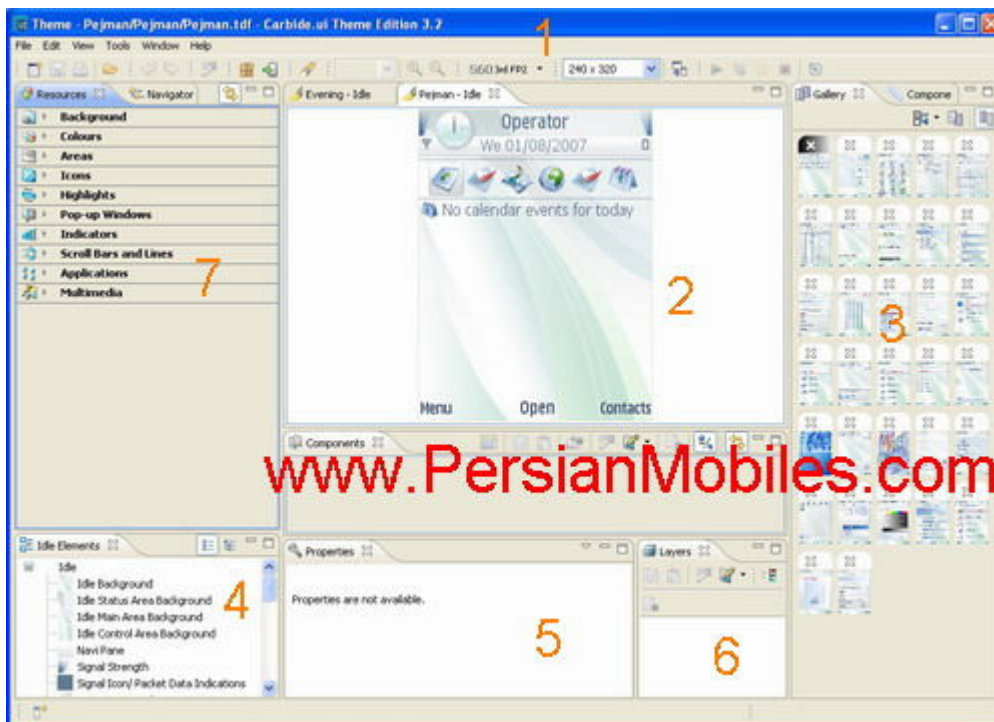 Theme - Pejman/Pejman/Pejman.tdf - Carbide.ui Theme Edition 3.2
1
File Edit View Tools Window Help
S60 3rd FP2
240 x 320
Resources
Navigator
Background
Colours
Areas
Icons
Highlights
Pop-up Windows
Indicators
Scroll Bars and Lines
Applications
Multimedia
7
Evening - Idle
Pejman - Idle
Operator
We 01/08/2007
No calendar events for today
2
Menu Open Contacts
Gallery
Compone
3
Components
www.PersianMobiles.com
Idle Elements
Idle
Idle Background
Idle Status Area Background
Idle Main Area Background
Idle Control Area Background
Navi Pane
Signal Strength
Signal Icon/ Packet Data Indications
4
Properties
Properties are not available.
5
Layers
6